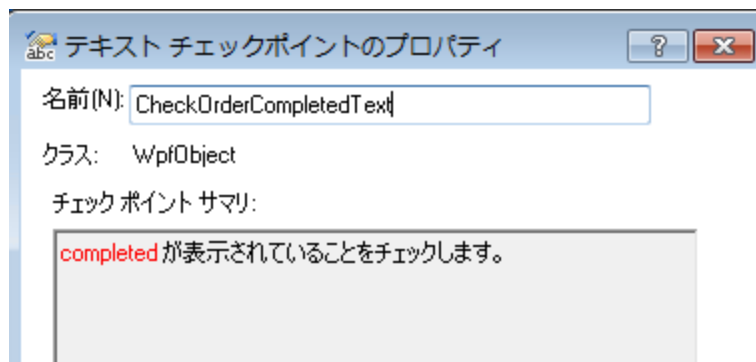 テキスト チェックポイントのプロパティ
名前(N): CheckOrderCompletedText
クラス: WpfObject
チェック ポイント サマリ:
completed が表示されていることをチェックします。